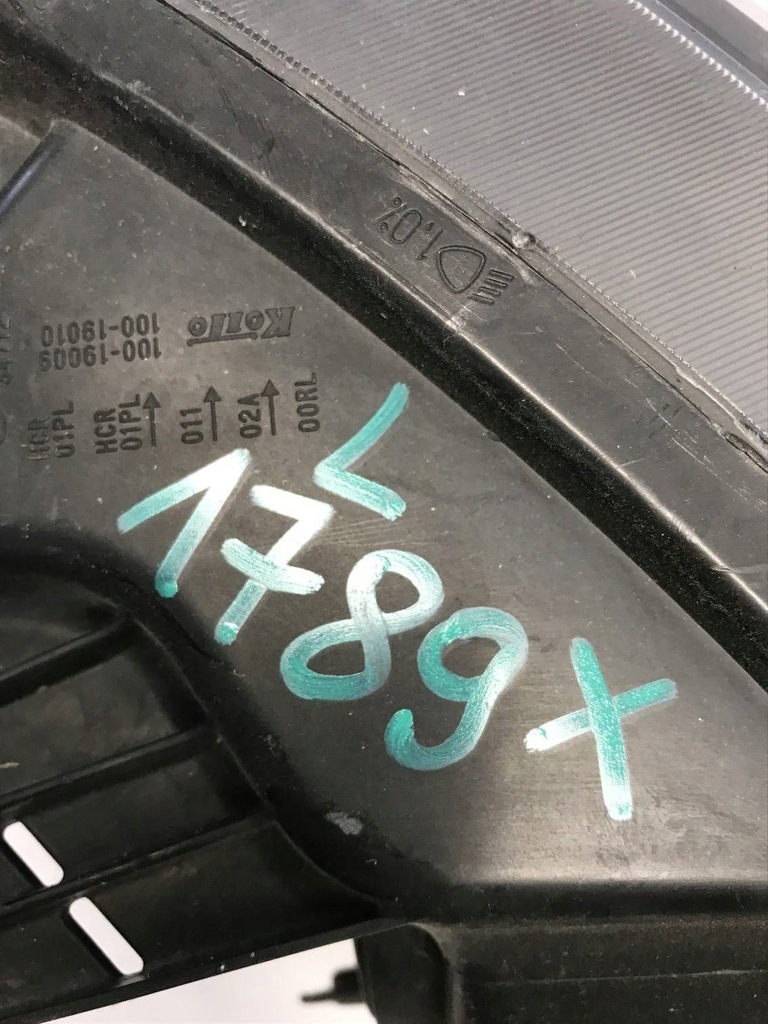 1,0%
Koito
100-19009
100-19010
HCR
01PL
HCR
01PL
011
02A
00RL
L
1789X